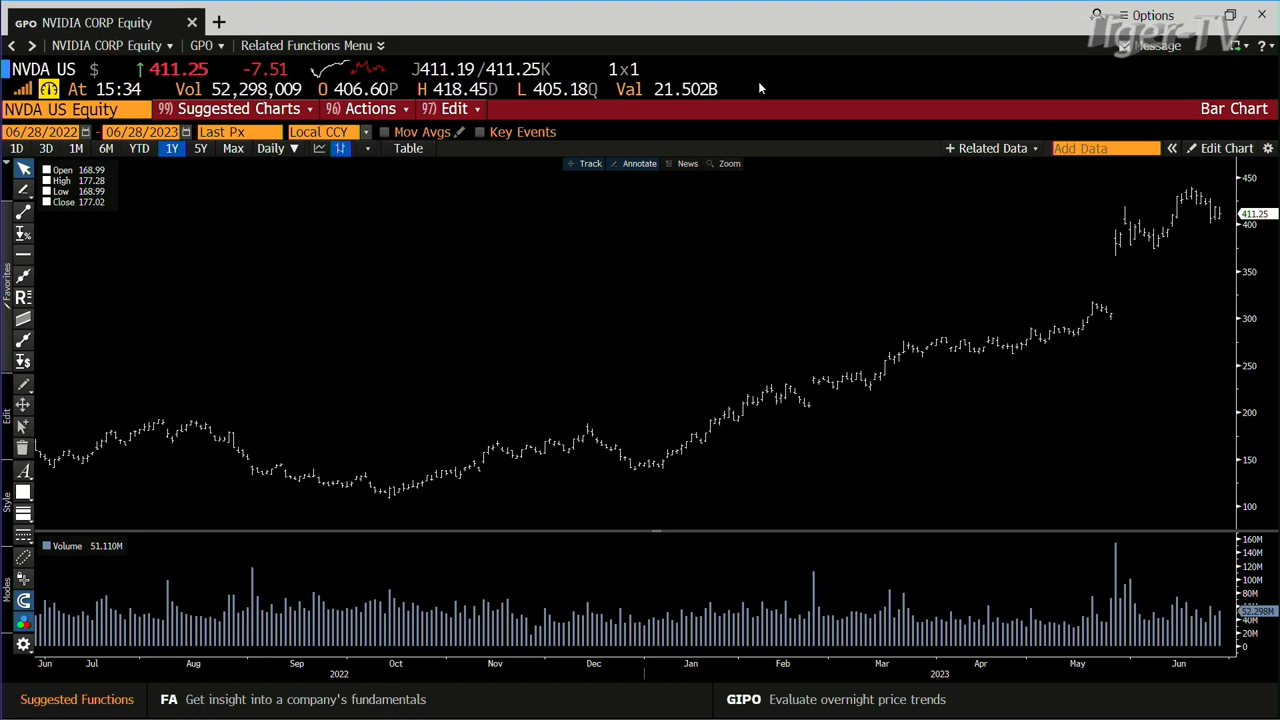 GPO NVIDIA CORP Equity × +
Options
NVIDIA CORP Equity GPO Related Functions Menu
Message
Tiger-TV
NVDA US $ ↑ 411.25 -7.51 J411.19/411.25K 1x1
At 15:34 Vol 52,298,009 O 406.60P H 418.45D L 405.18Q Val 21.502B
NVDA US Equity 99) Suggested Charts 96) Actions 97) Edit Bar Chart
06/28/2022 - 06/28/2023 Last Px Local CCY Mov Avgs Key Events
1D 3D 1M 6M YTD 1Y 5Y Max Daily ▼ Table + Related Data Add Data « Edit Chart
Track Annotate News Zoom
Open 168.99
High 177.28
Low 168.99
Close 177.02
450
411.25
400
350
300
250
200
150
100
Favorites
Edit
Style
Modes
Volume 51.110M
160M
140M
120M
100M
80M
52.298M
40M
20M
0
Jun Jul Aug Sep Oct Nov Dec Jan Feb Mar Apr May Jun
2022 2023
Suggested Functions FA Get insight into a company's fundamentals GIPO Evaluate overnight price trends